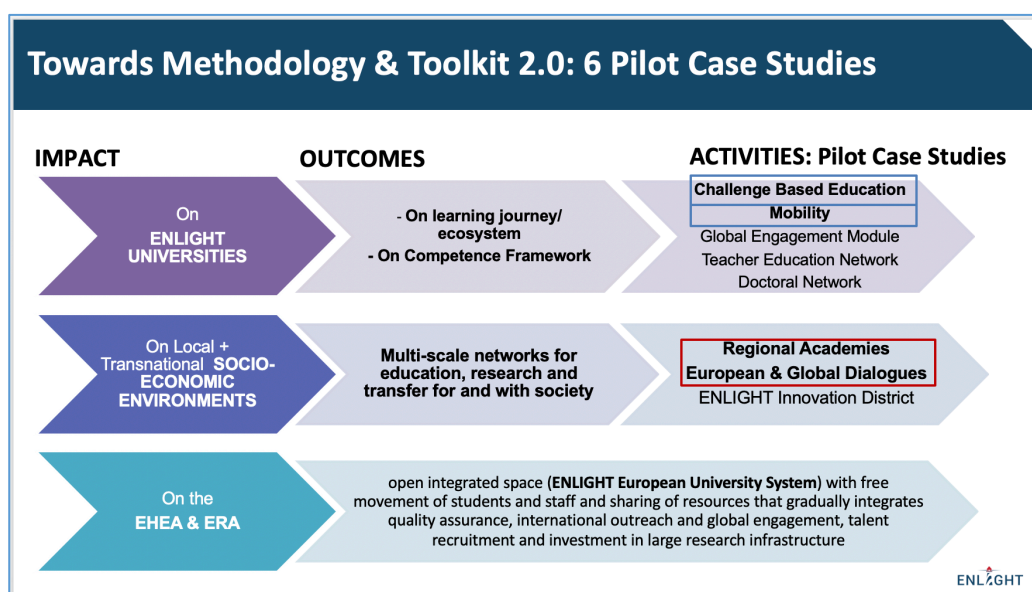 Towards Methodology & Toolkit 2.0: 6 Pilot Case Studies
IMPACT
OUTCOMES
ACTIVITIES: Pilot Case Studies
On
ENLIGHT
UNIVERSITIES
- On learning journey/
ecosystem
- On Competence Framework
Challenge Based Education
Mobility
Global Engagement Module
Teacher Education Network
Doctoral Network
On Local +
Transnational SOCIO-
ECONOMIC
ENVIRONMENTS
Multi-scale networks for
education, research and
transfer for and with society
Regional Academies
European & Global Dialogues
ENLIGHT Innovation District
On the
EHEA & ERA
open integrated space (ENLIGHT European University System) with free
movement of students and staff and sharing of resources that gradually integrates
quality assurance, international outreach and global engagement, talent
recruitment and investment in large research infrastructure
ENLIGHT